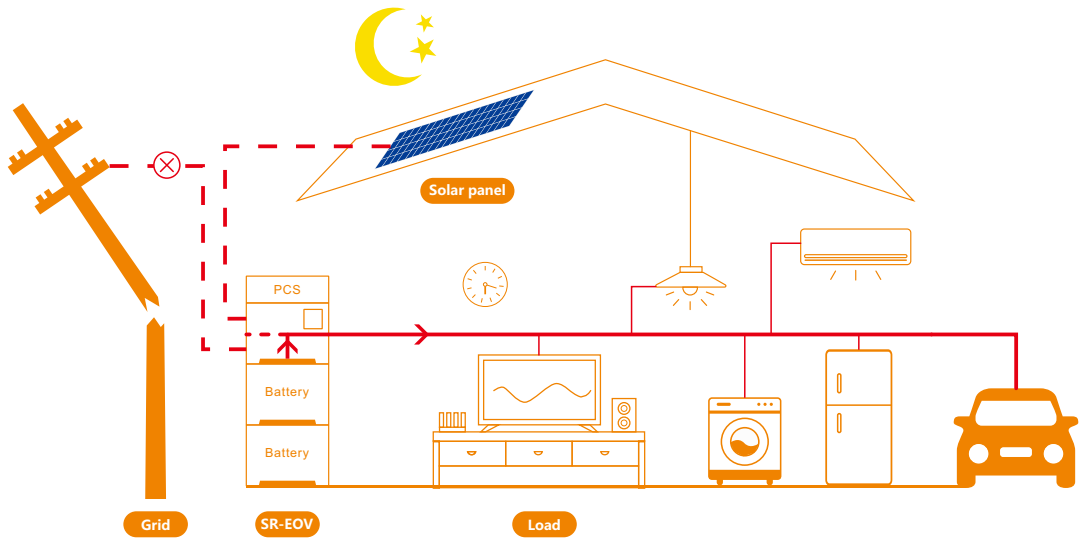 Solar panel
PCS
Battery
Battery
Grid
SR-EOV
Load